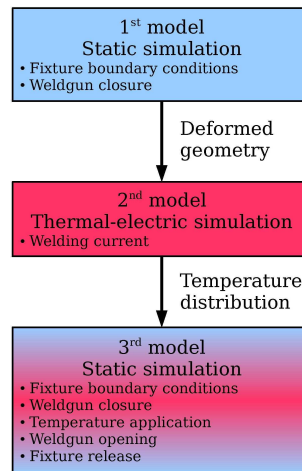 1st model
Static simulation
• Fixture boundary conditions
• Weldgun closure
Deformed
geometry
2nd model
Thermal-electric simulation
• Welding current
Temperature
distribution
3rd model
Static simulation
• Fixture boundary conditions
• Weldgun closure
• Temperature application
• Weldgun opening
• Fixture release